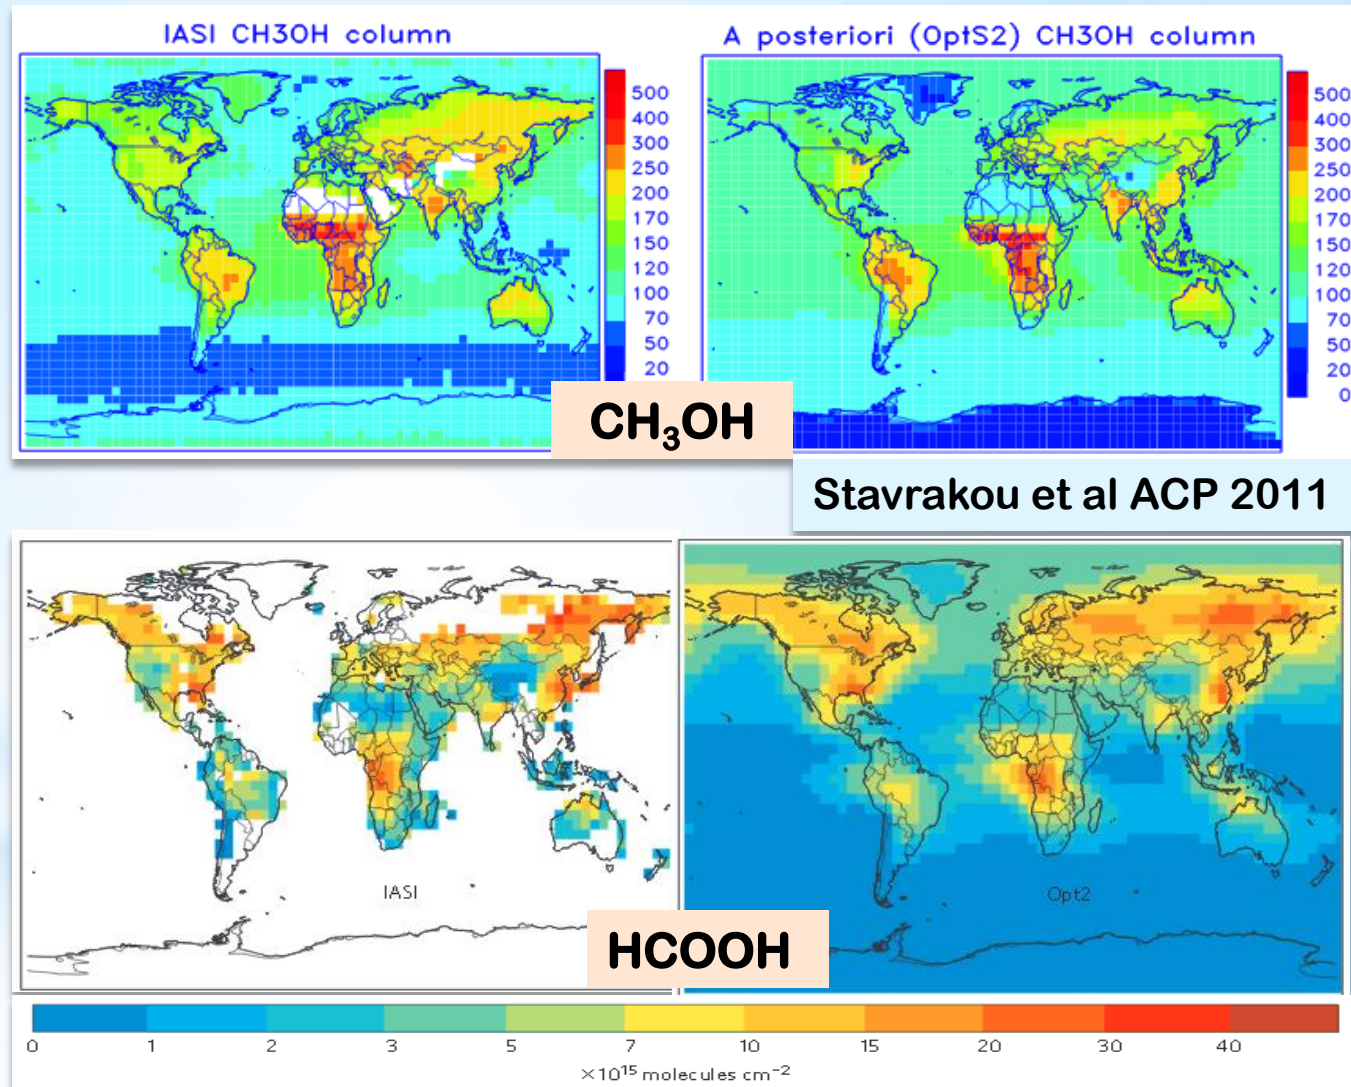 IASI CH3OH column
A posteriori (OptS2) CH3OH column
500
400
300
250
200
170
150
120
100
70
50
20
500
400
300
250
200
170
150
120
100
70
50
20
0
CH₃OH
Stavrakou et al ACP 2011
IASI
Opt2
HCOOH
0 1 2 3 5 7 10 15 20 30 40
×10¹⁵ molecules cm⁻²